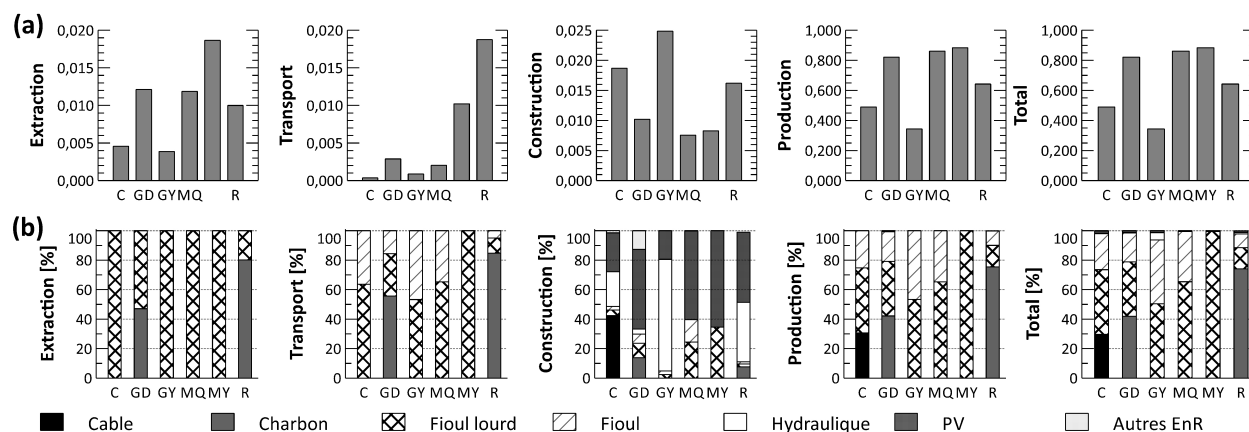 (a)
Extraction
0,020
0,015
0,010
0,005
0,000
C GD GY MQ R
Transport
0,020
0,015
0,010
0,005
0,000
C GD GY MQ R
Construction
0,025
0,020
0,015
0,010
0,005
0,000
C GD GY MQ MY R
Production
1,000
0,800
0,600
0,400
0,200
0,000
C GD GY MQ MY R
Total
1,000
0,800
0,600
0,400
0,200
0,000
C GD GY MQ MY R
(b)
Extraction [%]
100
80
60
40
20
0
C GD GY MQ MY R
Transport [%]
100
80
60
40
20
0
C GD GY MQ MY R
Construction [%]
100
80
60
40
20
0
C GD GY MQ MY R
Production [%]
100
80
60
40
20
0
C GD GY MQ MY R
Total [%]
100
80
60
40
20
0
C GD GY MQ MY R
Cable Charbon Fioul lourd Fioul Hydraulique PV Autres EnR